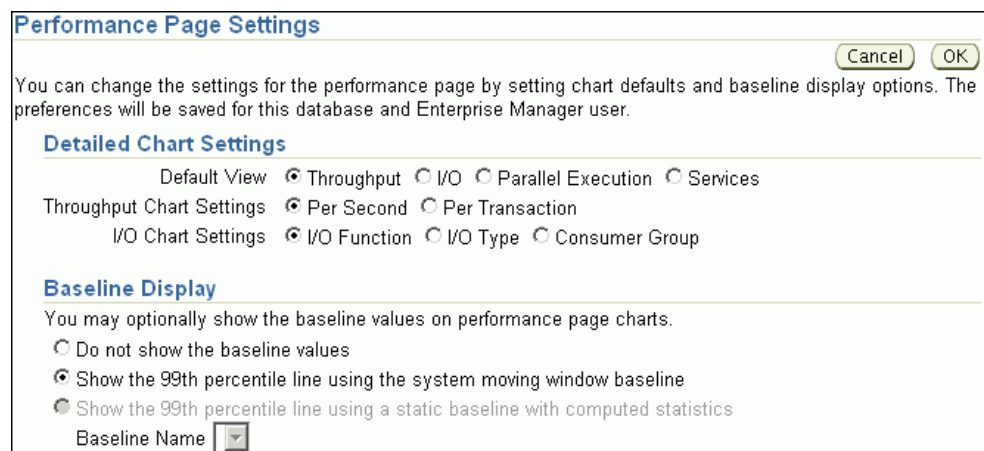 Performance Page Settings
Cancel OK
You can change the settings for the performance page by setting chart defaults and baseline display options. The
preferences will be saved for this database and Enterprise Manager user.
Detailed Chart Settings
Default View Throughput I/O Parallel Execution Services
Throughput Chart Settings Per Second Per Transaction
I/O Chart Settings I/O Function I/O Type Consumer Group
Baseline Display
You may optionally show the baseline values on performance page charts.
Do not show the baseline values
Show the 99th percentile line using the system moving window baseline
Show the 99th percentile line using a static baseline with computed statistics
Baseline Name